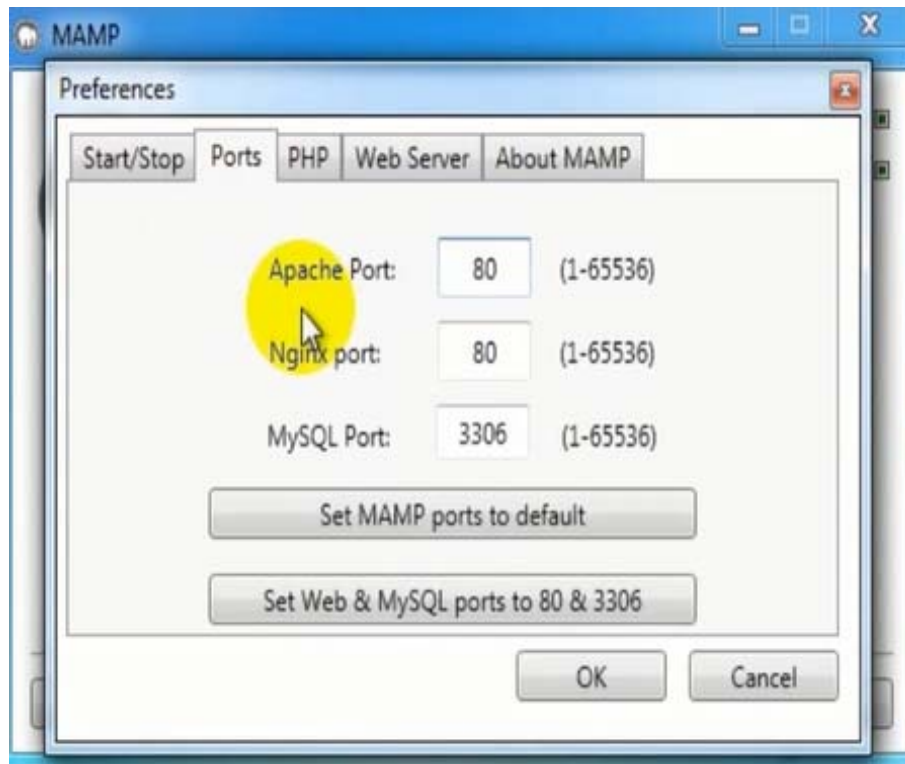 MAMP
Preferences
Start/Stop Ports PHP Web Server About MAMP
Apache Port: 80 (1-65536)
Nginx port: 80 (1-65536)
MySQL Port: 3306 (1-65536)
Set MAMP ports to default
Set Web & MySQL ports to 80 & 3306
OK Cancel